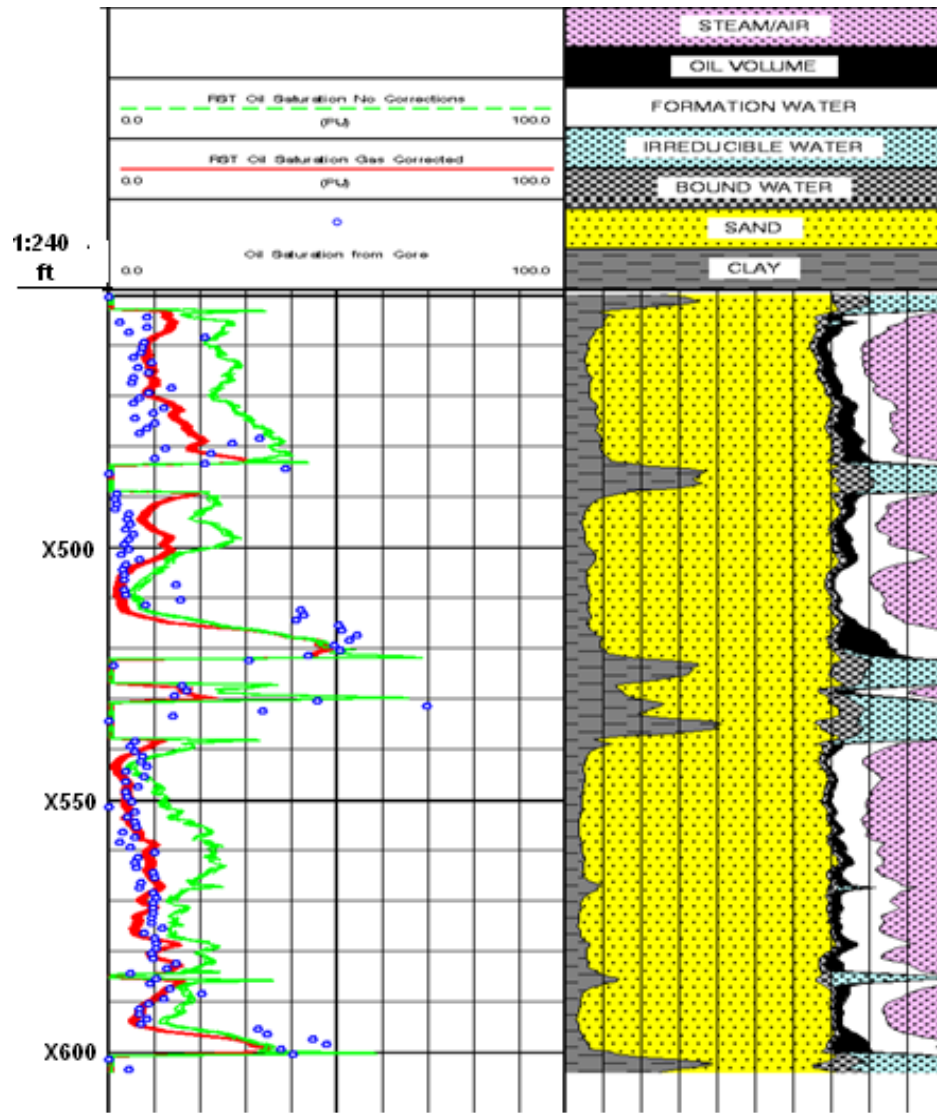 STEAM/AIR
OIL VOLUME
RST Oil Saturation No Corrections
0.0 (PU) 100.0
FORMATION WATER
RST Oil Saturation Gas Corrected
0.0 (PU) 100.0
IRREDUCIBLE WATER
BOUND WATER
1:240
ft
Oil Saturation from Core
0.0 100.0
SAND
CLAY
X500
X550
X600